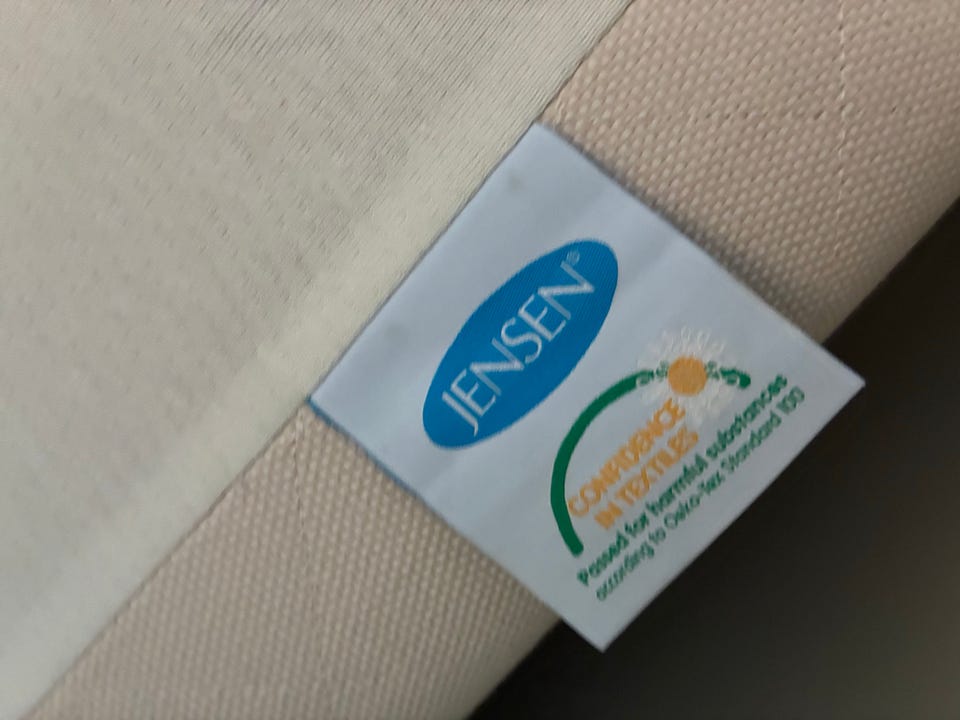 JENSEN®
CONFIDENCE
IN TEXTILES
Passed for harmful substances
according to Oeko-Tex Standard 100